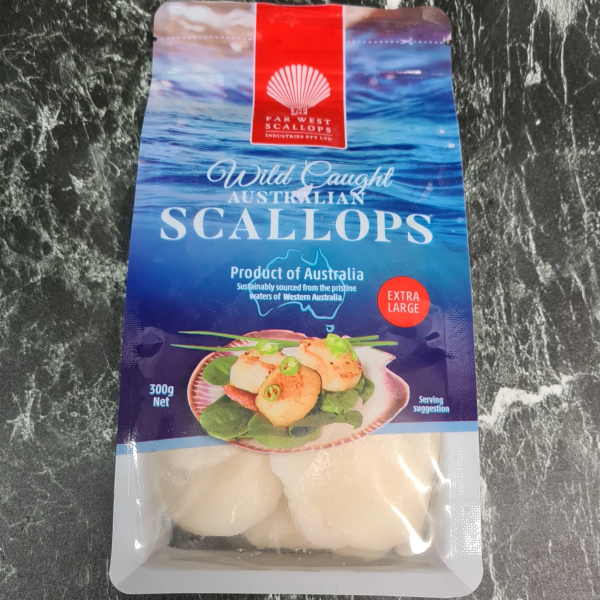 FAR WEST
SCALLOPS
INDUSTRIES PTY LTD
Wild Caught
AUSTRALIAN
SCALLOPS
Product of Australia
Sustainably sourced from the pristine
waters of Western Australia.
EXTRA
LARGE
300g
Net
Serving
suggestion